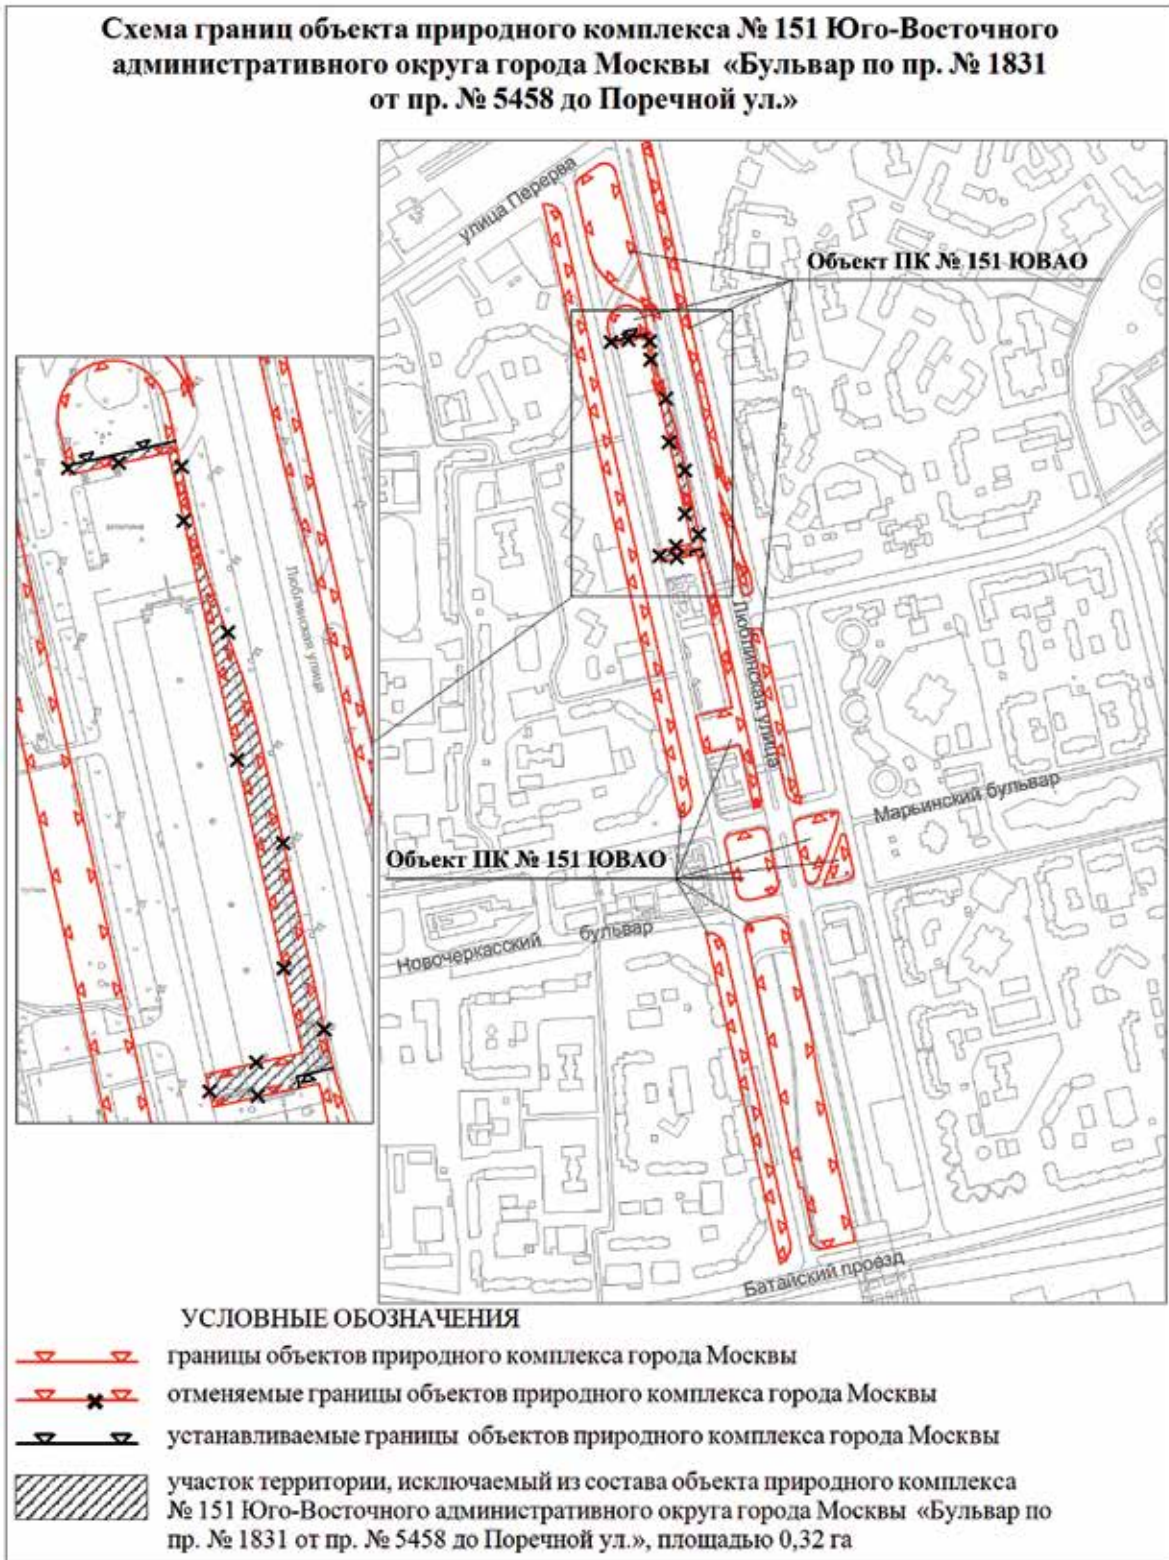 Схема границ объекта природного комплекса № 151 Юго-Восточного
административного округа города Москвы «Бульвар по пр. № 1831
от пр. № 5458 до Поречной ул.»
улица Перерва
Объект ПК № 151 ЮВАО
Люблинская улица
Люблинская улица
Марьинский бульвар
Объект ПК № 151 ЮВАО
Новочеркасский бульвар
Батайский проезд
УСЛОВНЫЕ ОБОЗНАЧЕНИЯ
границы объектов природного комплекса города Москвы
отменяемые границы объектов природного комплекса города Москвы
устанавливаемые границы объектов природного комплекса города Москвы
участок территории, исключаемый из состава объекта природного комплекса
№ 151 Юго-Восточного административного округа города Москвы «Бульвар по
пр. № 1831 от пр. № 5458 до Поречной ул.», площадью 0,32 га